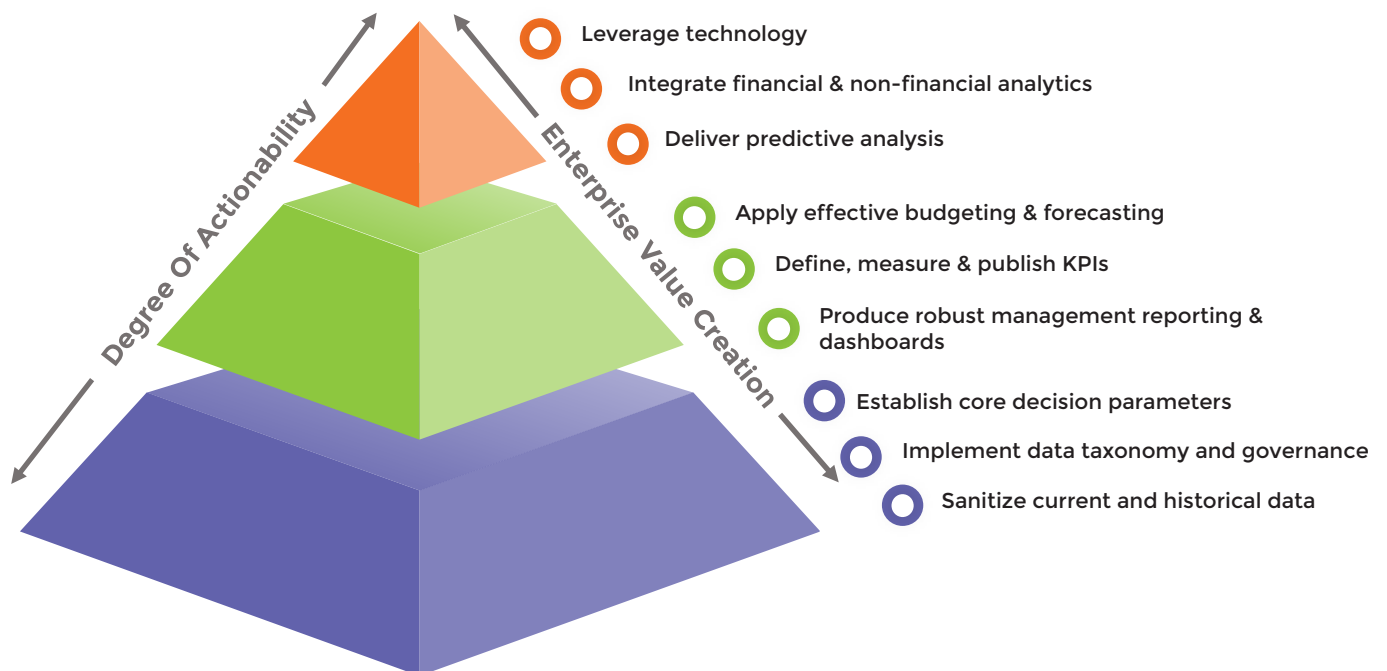 Leverage technology
Integrate financial & non-financial analytics
Deliver predictive analysis
Degree Of Actionability
Enterprise Value Creation
Apply effective budgeting & forecasting
Define, measure & publish KPIs
Produce robust management reporting &
dashboards
Establish core decision parameters
Implement data taxonomy and governance
Sanitize current and historical data